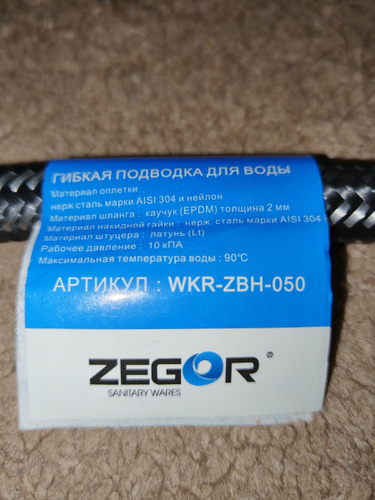 ГИБКАЯ ПОДВОДКА ДЛЯ ВОДЫ
Материал оплетки :
нерж.сталь марки AISI 304 и нейлон
Материал шланга : каучук (EPDM) толщина 2 мм
Материал накидной гайки : нерж. сталь марки AISI 304
Материал штуцера : латунь (Lt)
Рабочее давление : 10 кПА
Максимальная температура воды : 90℃
АРТИКУЛ : WKR-ZBH-050
ZEGOR®
SANITARY WARES